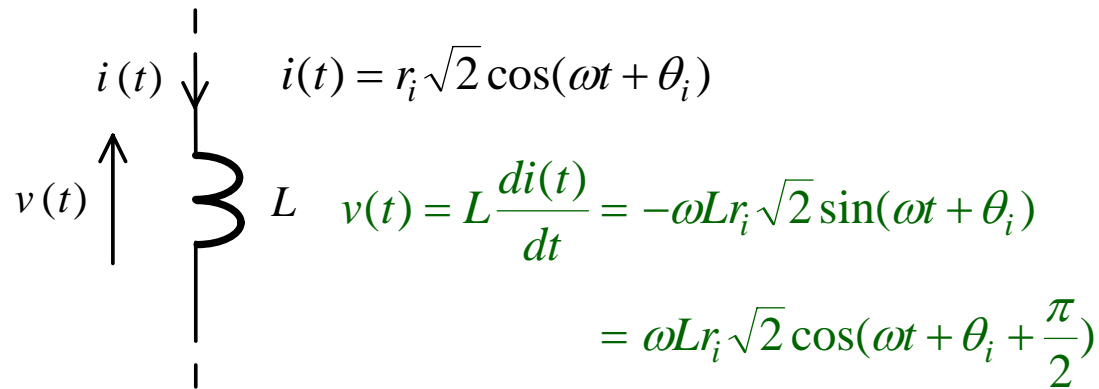 i(t) i(t) = r_i √2 cos(ωt + θ_i)
v(t) L v(t) = L di(t)/dt = −ωLr_i √2 sin(ωt + θ_i)
= ωLr_i √2 cos(ωt + θ_i + π/2)